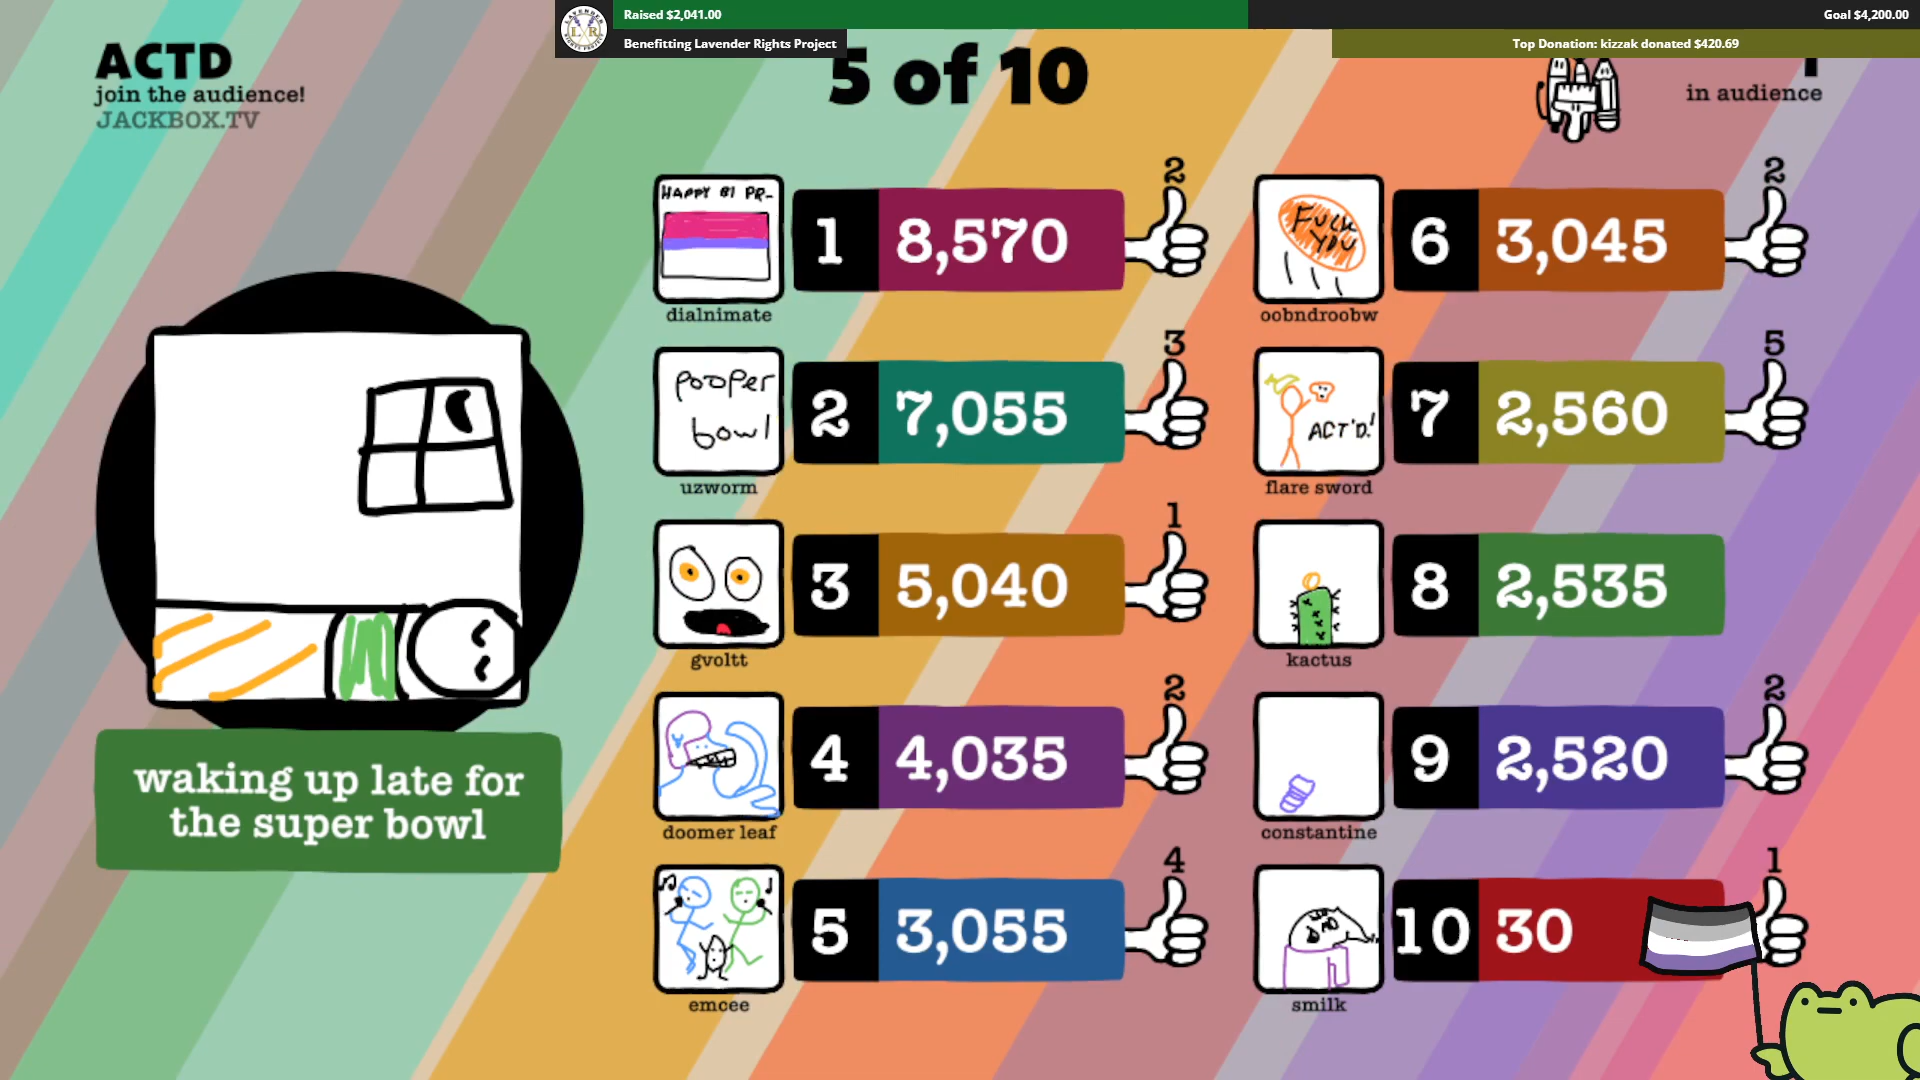 Raised $2,041.00
Goal $4,200.00
Benefitting Lavender Rights Project
Top Donation: kizzak donated $420.69
ACTD
join the audience!
JACKBOX.TV
5 of 10
in audience
waking up late for
the super bowl
HAPPY BI PR-
1
8,570
2
dialnimate
pooper
bowl
2
7,055
3
uzworm
3
5,040
1
gvoltt
4
4,035
2
doomer leaf
5
3,055
4
emcee
Fuck
YOU
6
3,045
2
oobndroobw
ACT'D!
7
2,560
5
flare sword
8
2,535
kactus
9
2,520
2
constantine
10
30
1
smilk